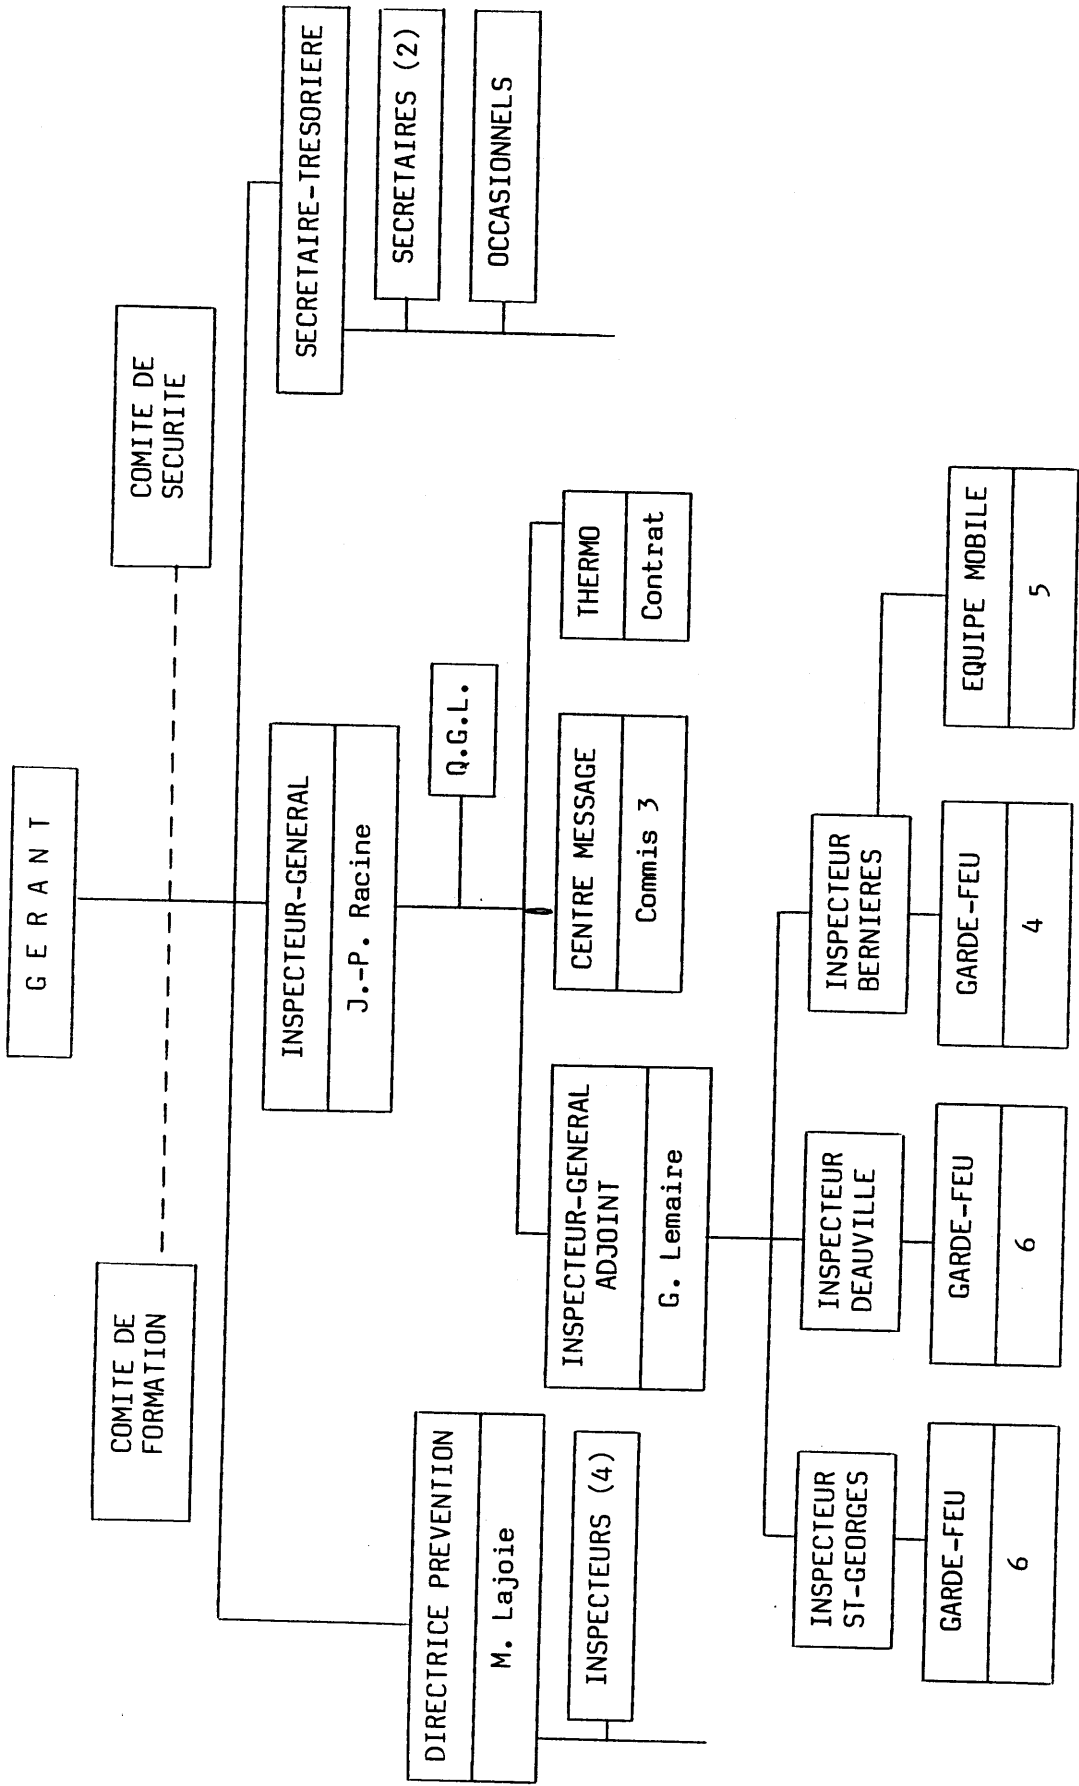 G E R A N T
COMITE DE
FORMATION
COMITE DE
SECURITE
DIRECTRICE PREVENTION
M. Lajoie
INSPECTEURS (4)
INSPECTEUR-GENERAL
J.-P. Racine
Q.G.L.
SECRETAIRE-TRESORIERE
SECRETAIRES (2)
OCCASIONNELS
INSPECTEUR-GENERAL
ADJOINT
G. Lemaire
CENTRE MESSAGE
Commis 3
THERMO
Contrat
INSPECTEUR
ST-GEORGES
GARDE-FEU
6
INSPECTEUR
DEAUVILLE
GARDE-FEU
6
INSPECTEUR
BERNIERES
GARDE-FEU
4
EQUIPE MOBILE
5